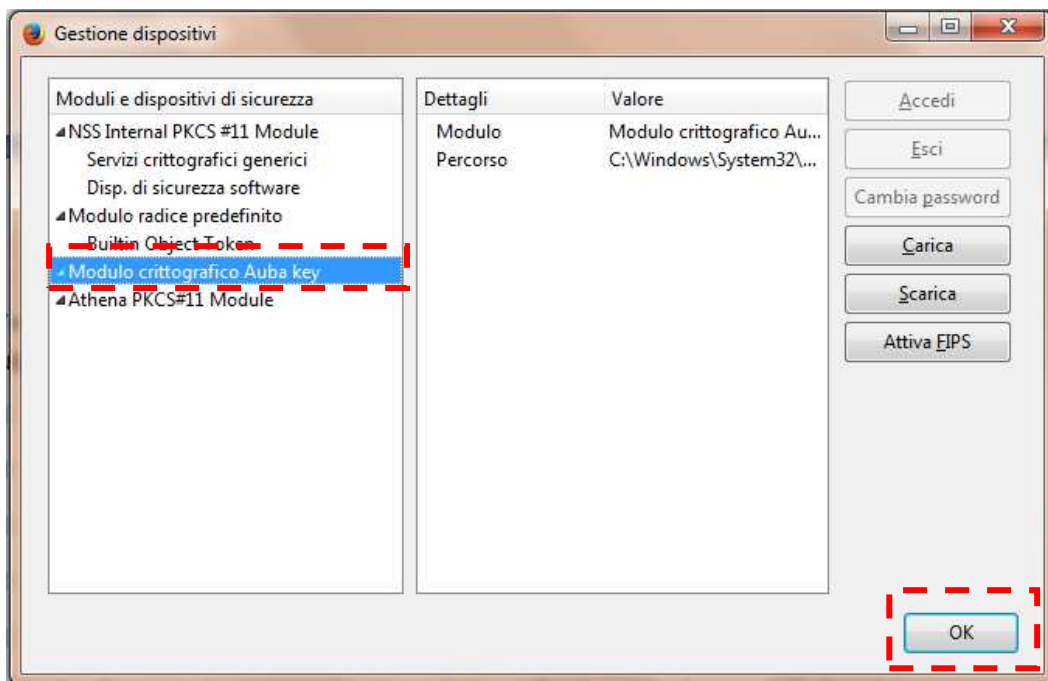 Gestione dispositivi
Moduli e dispositivi di sicurezza
NSS Internal PKCS #11 Module
Servizi crittografici generici
Disp. di sicurezza software
Modulo radice predefinito
Builtin Object Token
Modulo crittografico Auba key
Athena PKCS#11 Module
Dettagli Valore
Modulo Modulo crittografico Au...
Percorso C:\Windows\System32\...
Accedi
Esci
Cambia password
Carica
Scarica
Attiva FIPS
OK